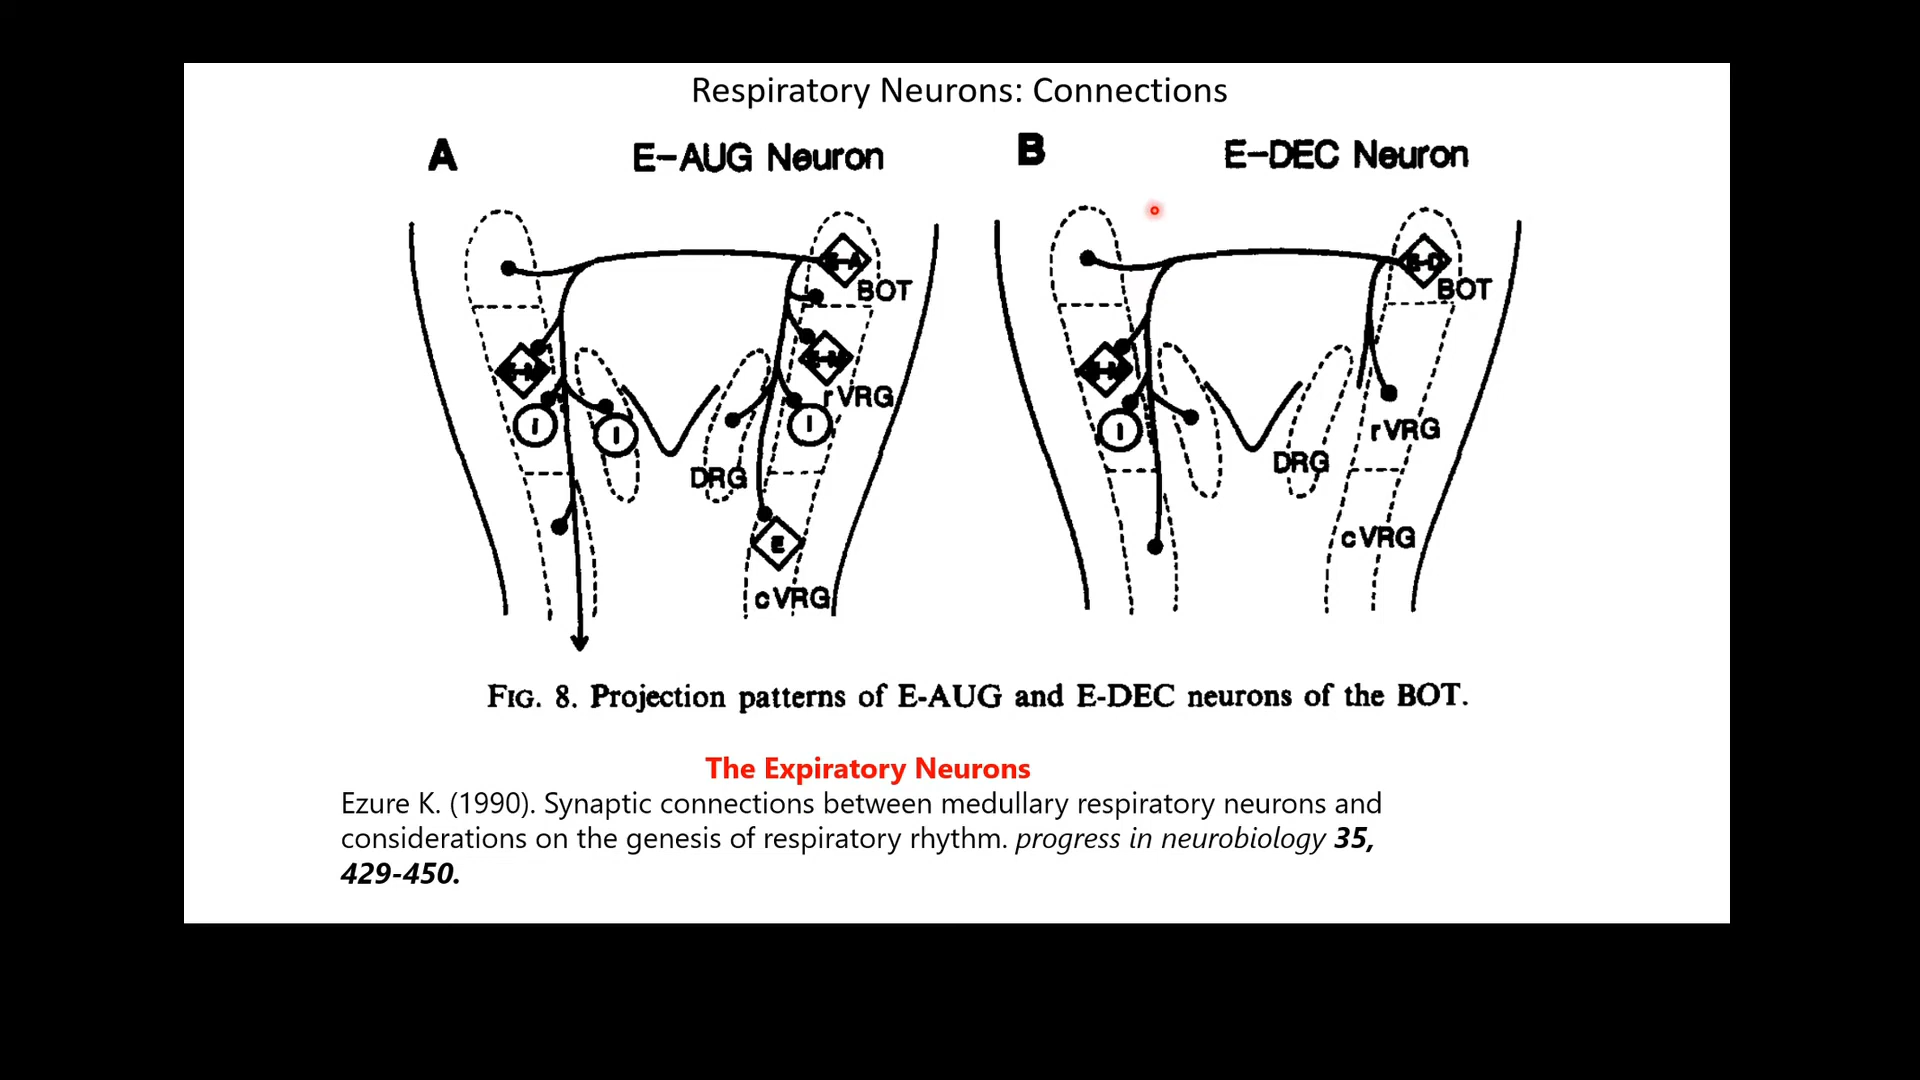 Respiratory Neurons: Connections
A
E-AUG Neuron
B
E-DEC Neuron
BOT
rVRG
I
I
I
DRG
E
cVRG
BOT
I
rVRG
DRG
cVRG
FIG. 8. Projection patterns of E-AUG and E-DEC neurons of the BOT.
The Expiratory Neurons
Ezure K. (1990). Synaptic connections between medullary respiratory neurons and
considerations on the genesis of respiratory rhythm. progress in neurobiology 35,
429-450.